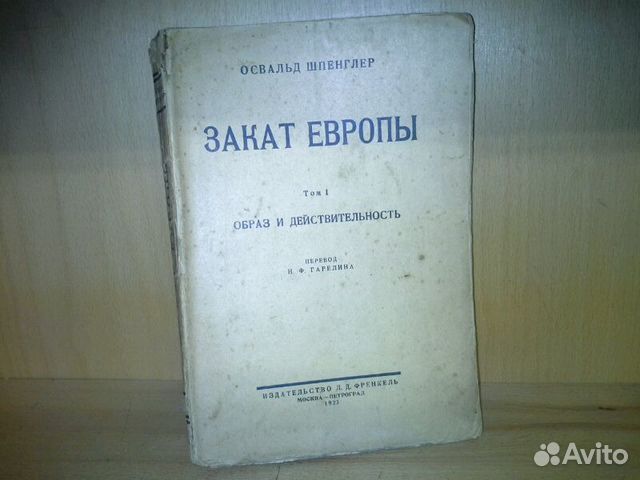 ОСВАЛЬД ШПЕНГЛЕР
ЗАКАТ ЕВРОПЫ
Том I
ОБРАЗ И ДЕЙСТВИТЕЛЬНОСТЬ
ПЕРЕВОД
Н. Ф. ГАРЕЛИНА
ИЗДАТЕЛЬСТВО Л. Д. ФРЕНКЕЛЬ
МОСКВА — ПЕТРОГРАД
1923
Avito